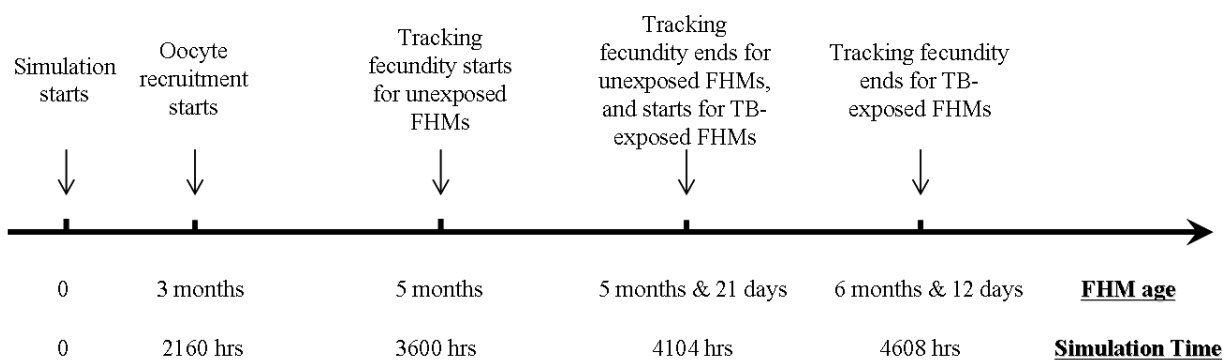 Simulation
starts
Oocyte
recruitment
starts
Tracking
fecundity starts
for unexposed
FHMs
Tracking
fecundity ends for
unexposed FHMs,
and starts for TB-
exposed FHMs
Tracking fecundity
ends for TB-
exposed FHMs
0 3 months 5 months 5 months & 21 days 6 months & 12 days FHM age
0 2160 hrs 3600 hrs 4104 hrs 4608 hrs Simulation Time